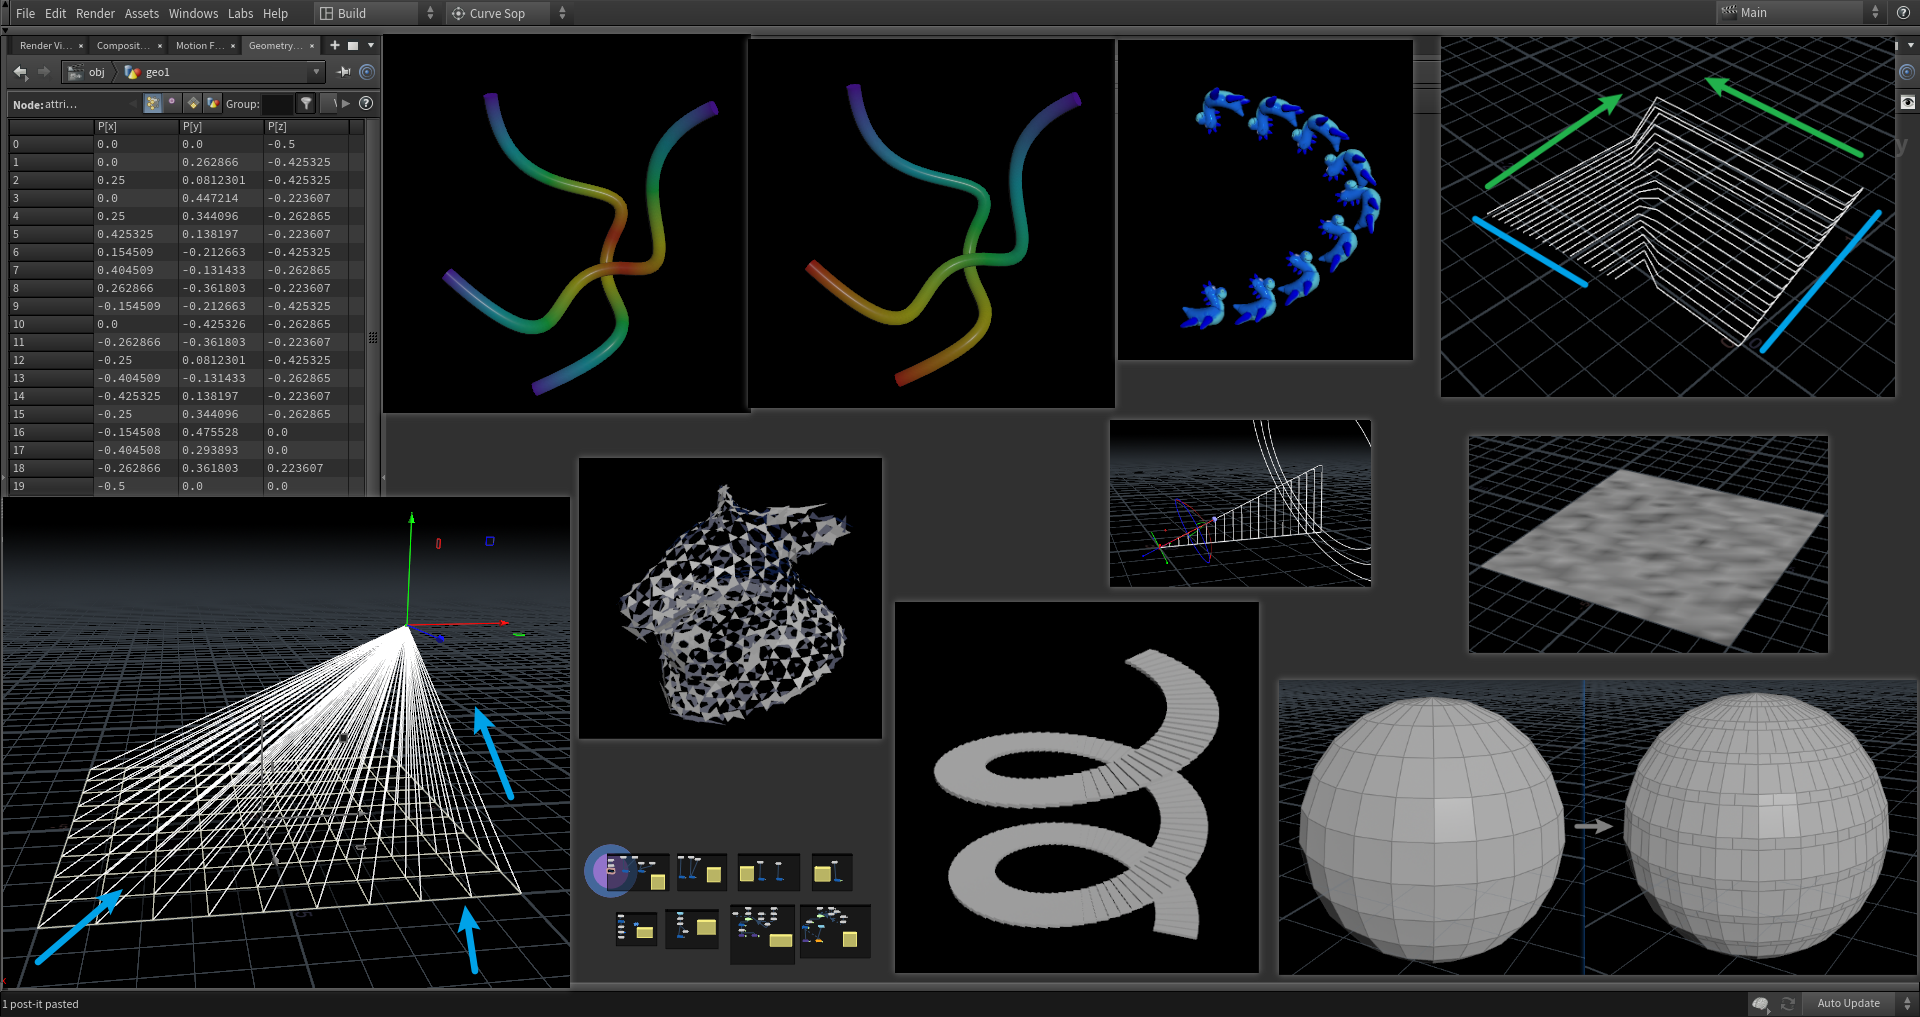 File Edit Render Assets Windows Labs Help Build Curve Sop Main
Render Vi... Composit... Motion F... Geometry...
obj geo1
Node: attri... Group:
P[x] P[y] P[z]
0 0.0 0.0 -0.5
1 0.0 0.262866 -0.425325
2 0.25 0.0812301 -0.425325
3 0.0 0.447214 -0.223607
4 0.25 0.344096 -0.262865
5 0.425325 0.138197 -0.223607
6 0.154509 -0.212663 -0.425325
7 0.404509 -0.131433 -0.262865
8 0.262866 -0.361803 -0.223607
9 -0.154509 -0.212663 -0.425325
10 0.0 -0.425326 -0.262865
11 -0.262866 -0.361803 -0.223607
12 -0.25 0.0812301 -0.425325
13 -0.404509 -0.131433 -0.262865
14 -0.425325 0.138197 -0.223607
15 -0.25 0.344096 -0.262865
16 -0.154508 0.475528 0.0
17 -0.404508 0.293893 0.0
18 -0.262866 0.361803 0.223607
19 -0.5 0.0 0.0
1 post-it pasted
Auto Update